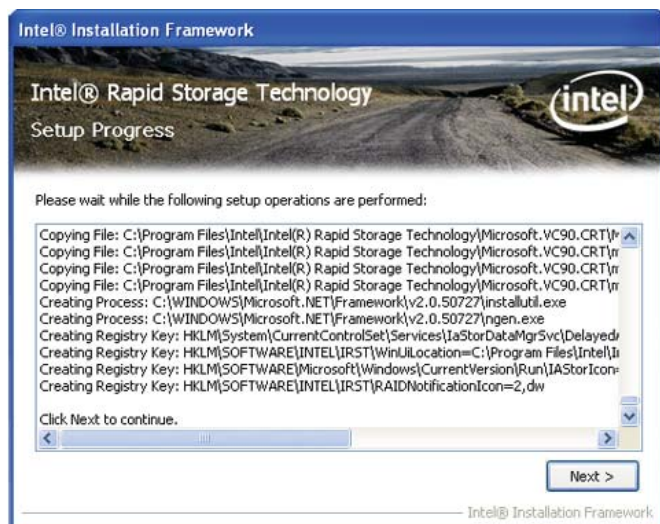 Intel® Installation Framework
Intel® Rapid Storage Technology
Setup Progress
intel
Please wait while the following setup operations are performed:
Copying File: C:\Program Files\Intel\Intel(R) Rapid Storage Technology\Microsoft.VC90.CRT\M
Copying File: C:\Program Files\Intel\Intel(R) Rapid Storage Technology\Microsoft.VC90.CRT\m
Copying File: C:\Program Files\Intel\Intel(R) Rapid Storage Technology\Microsoft.VC90.CRT\m
Copying File: C:\Program Files\Intel\Intel(R) Rapid Storage Technology\Microsoft.VC90.CRT\m
Creating Process: C:\WINDOWS\Microsoft.NET\Framework\v2.0.50727\installutil.exe
Creating Process: C:\WINDOWS\Microsoft.NET\Framework\v2.0.50727\ngen.exe
Creating Registry Key: HKLM\System\CurrentControlSet\Services\IaStorDataMgrSvc\DelayedA
Creating Registry Key: HKLM\SOFTWARE\INTEL\IRST\WinUiLocation=C:\Program Files\Intel\I
Creating Registry Key: HKLM\SOFTWARE\Microsoft\Windows\CurrentVersion\Run\IAStorIcon=
Creating Registry Key: HKLM\SOFTWARE\INTEL\IRST\RAIDNotificationIcon=2,dw
Click Next to continue.
Next >
Intel® Installation Framework